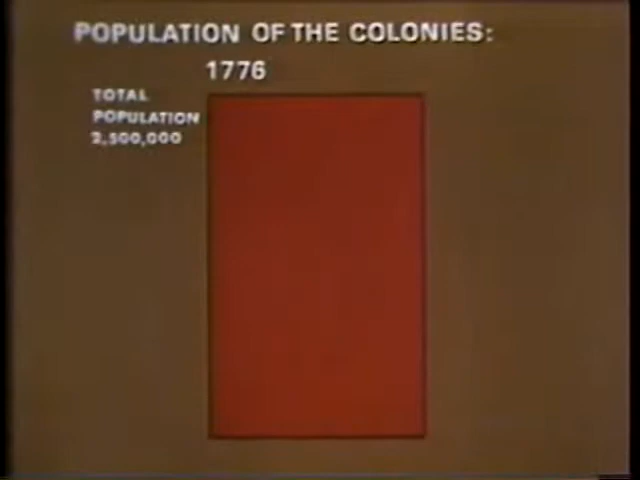 POPULATION OF THE COLONIES:
1776
TOTAL
POPULATION
2,500,000